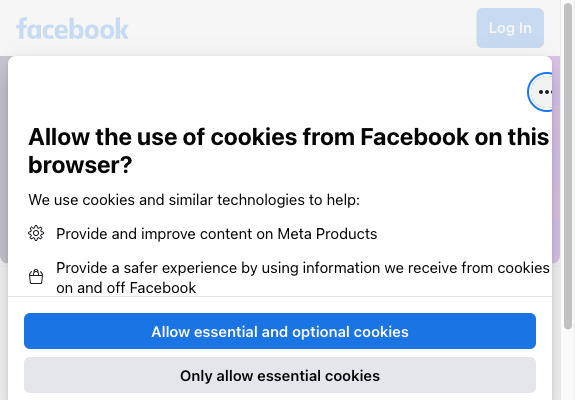 facebook
Log In
Allow the use of cookies from Facebook on this
browser?
We use cookies and similar technologies to help:
Provide and improve content on Meta Products
Provide a safer experience by using information we receive from cookies
on and off Facebook
Allow essential and optional cookies
Only allow essential cookies